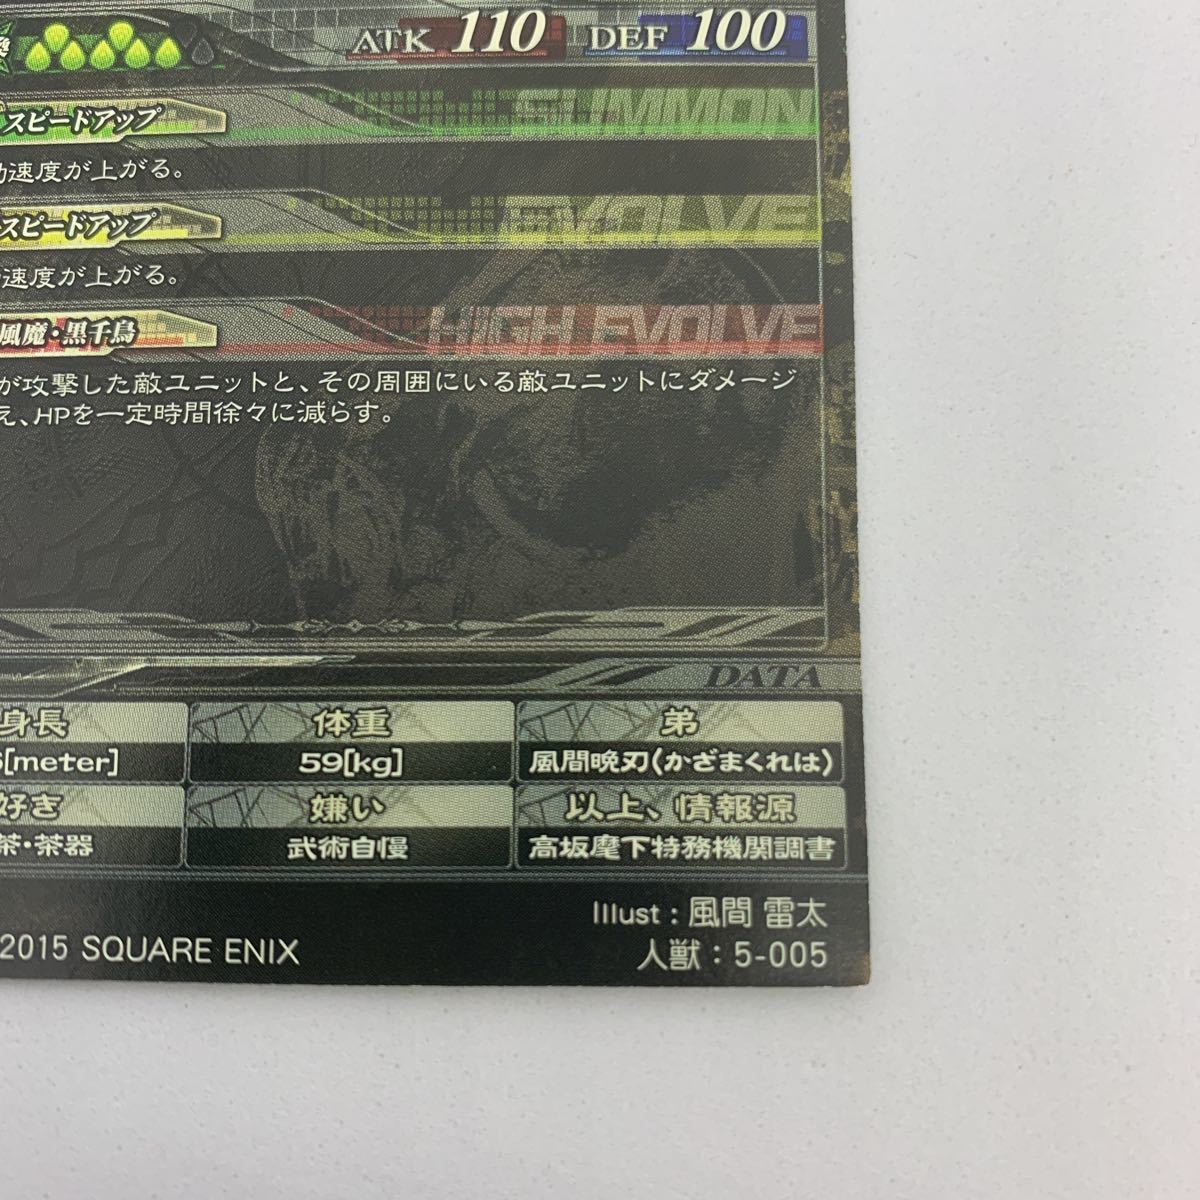 ATK 110 DEF 100
スピードアップ SUMMON
速度が上がる。
スピードアップ EVOLVE
速度が上がる。
風魔・黒千鳥 HIGH EVOLVE
が攻撃した敵ユニットと、その周囲にいる敵ユニットにダメージ
え、HPを一定時間徐々に減らす。
DATA
身長 体重 弟
[meter] 59[kg] 風間晩刃(かざまくれは)
好き 嫌い 以上、情報源
茶・茶器 武術自慢 高坂麾下特務機関調書
Illust：風間 雷太
2015 SQUARE ENIX
人獣：5-005